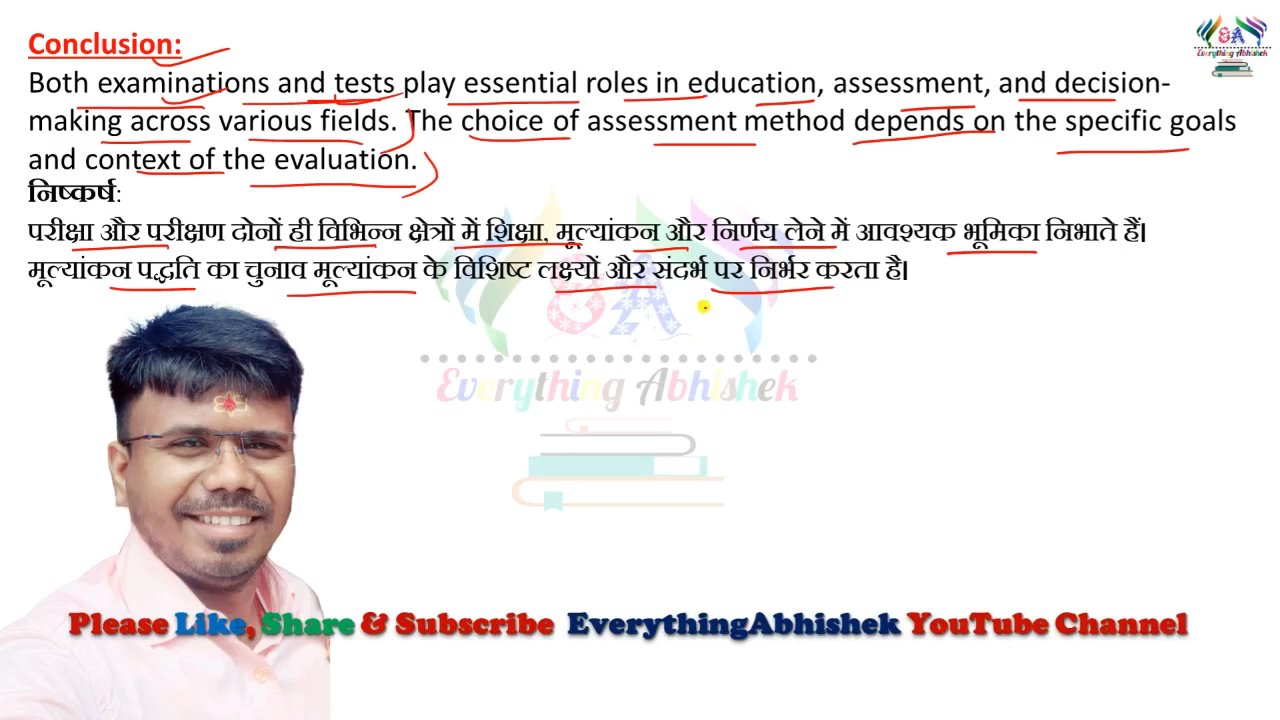 Conclusion:
Both examinations and tests play essential roles in education, assessment, and decision-
making across various fields. The choice of assessment method depends on the specific goals
and context of the evaluation.
निष्कर्ष:
परीक्षा और परीक्षण दोनों ही विभिन्न क्षेत्रों में शिक्षा, मूल्यांकन और निर्णय लेने में आवश्यक भूमिका निभाते हैं।
मूल्यांकन पद्धति का चुनाव मूल्यांकन के विशिष्ट लक्ष्यों और संदर्भ पर निर्भर करता है।
&A
Everything Abhishek
&A
Everything Abhishek
Please Like, Share & Subscribe EverythingAbhishek YouTube Channel